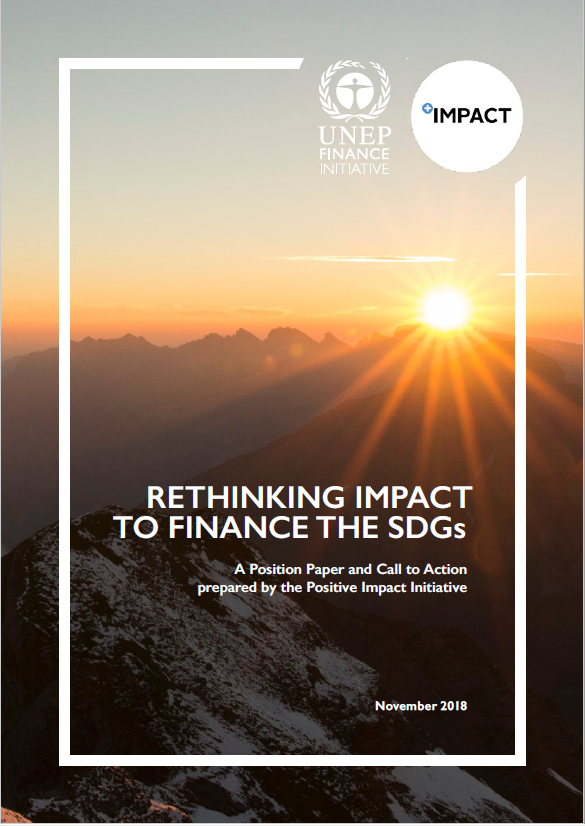 UNEP
FINANCE
INITIATIVE
IMPACT
RETHINKING IMPACT
TO FINANCE THE SDGs
A Position Paper and Call to Action
prepared by the Positive Impact Initiative
November 2018